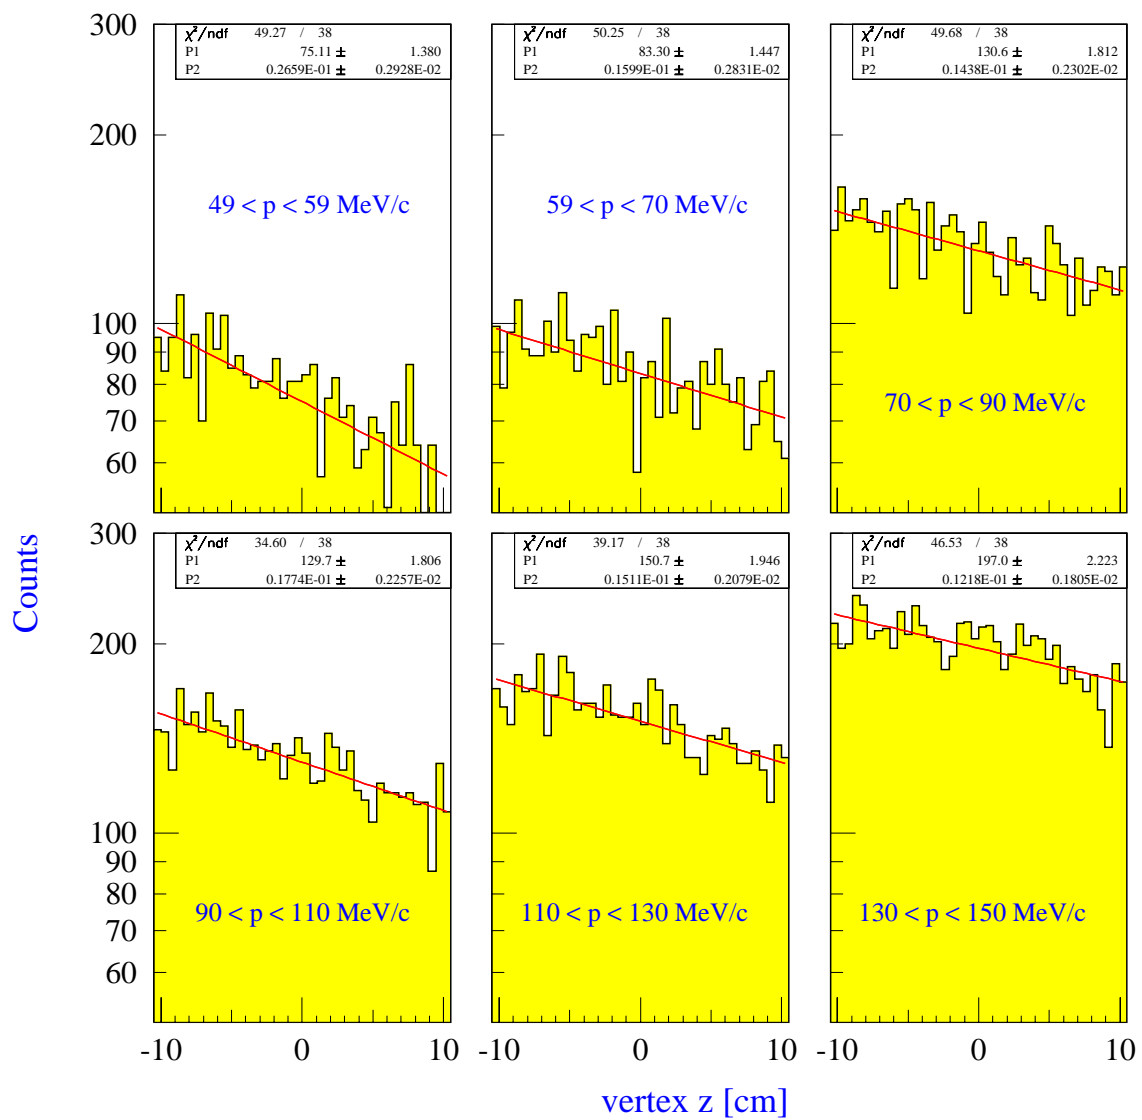 300
200
100
90
80
70
60
χ²/ndf 49.27 / 38
P1 75.11 ± 1.380
P2 0.2659E-01 ± 0.2928E-02
49 < p < 59 MeV/c
χ²/ndf 50.25 / 38
P1 83.30 ± 1.447
P2 0.1599E-01 ± 0.2831E-02
59 < p < 70 MeV/c
χ²/ndf 49.68 / 38
P1 130.6 ± 1.812
P2 0.1438E-01 ± 0.2302E-02
70 < p < 90 MeV/c
Counts
300
200
100
90
80
70
60
χ²/ndf 34.60 / 38
P1 129.7 ± 1.806
P2 0.1774E-01 ± 0.2257E-02
90 < p < 110 MeV/c
χ²/ndf 39.17 / 38
P1 150.7 ± 1.946
P2 0.1511E-01 ± 0.2079E-02
110 < p < 130 MeV/c
χ²/ndf 46.53 / 38
P1 197.0 ± 2.223
P2 0.1218E-01 ± 0.1805E-02
130 < p < 150 MeV/c
-10 0 10 -10 0 10 -10 0 10
vertex z [cm]